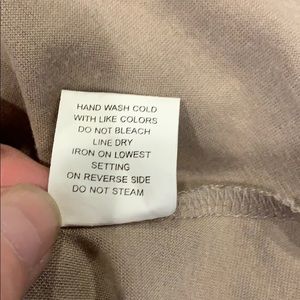 HAND WASH COLD
WITH LIKE COLORS
DO NOT BLEACH
LINE DRY
IRON ON LOWEST
SETTING
ON REVERSE SIDE
DO NOT STEAM